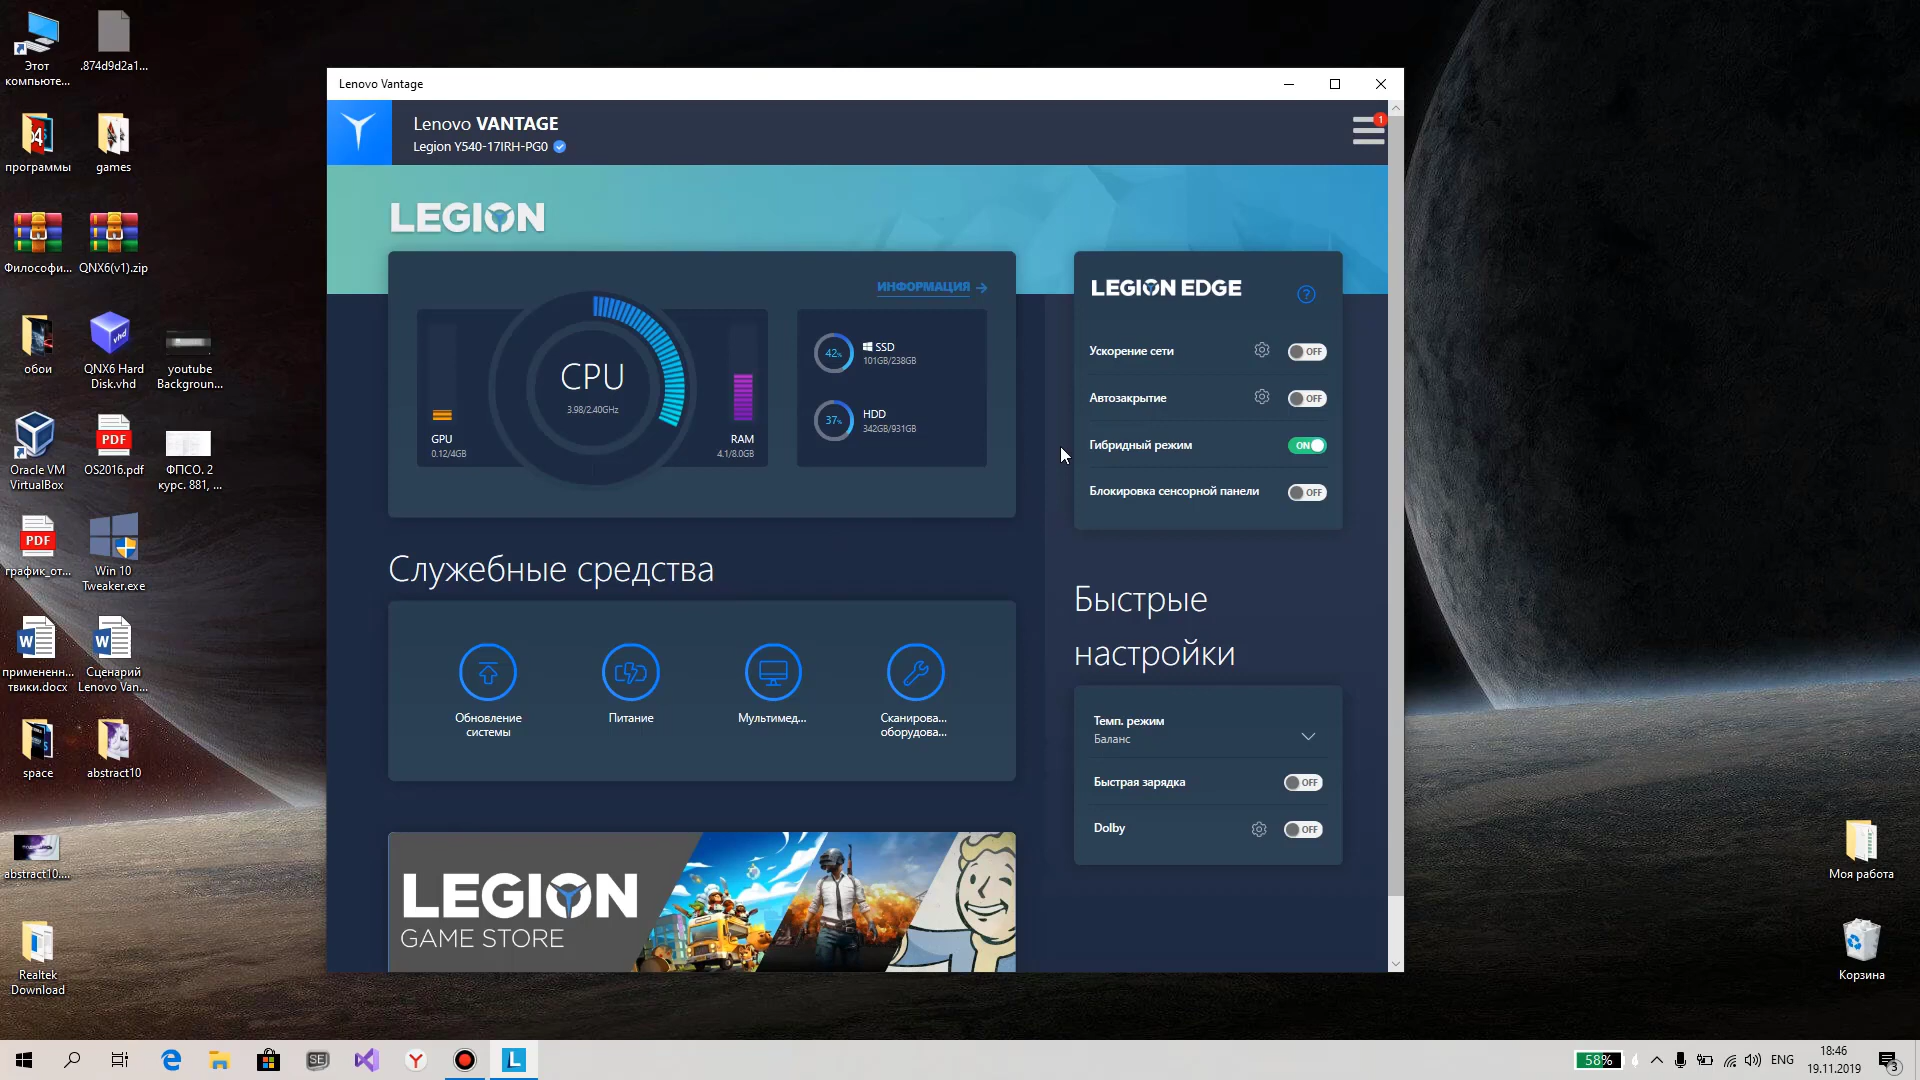 Этот
компьюте...
.874d9d2a1...
программы
games
Философи...
QNX6(v1).zip
обои
QNX6 Hard
Disk.vhd
youtube
Backgroun...
Oracle VM
VirtualBox
OS2016.pdf
ФПСО. 2
курс. 881, ...
график_от...
Win 10
Tweaker.exe
примененн...
твики.docx
Сценарий
Lenovo Van...
space
abstract10
abstract10....
Realtek
Download
Lenovo Vantage
Lenovo VANTAGE
Legion Y540-17IRH-PG0
1
LEGION
ИНФОРМАЦИЯ
CPU
3.98/2.40GHz
GPU
0.12/4GB
RAM
4.1/8.0GB
42%
SSD
101GB/238GB
37%
HDD
342GB/931GB
LEGION EDGE
?
Ускорение сети
OFF
Автозакрытие
OFF
Гибридный режим
ON
Блокировка сенсорной панели
OFF
Служебные средства
Обновление
системы
Питание
Мультимед...
Сканирова...
оборудова...
Быстрые
настройки
Темп. режим
Баланс
Быстрая зарядка
OFF
Dolby
OFF
LEGION
GAME STORE
Моя работа
Корзина
58%
ENG
18:46
19.11.2019
3